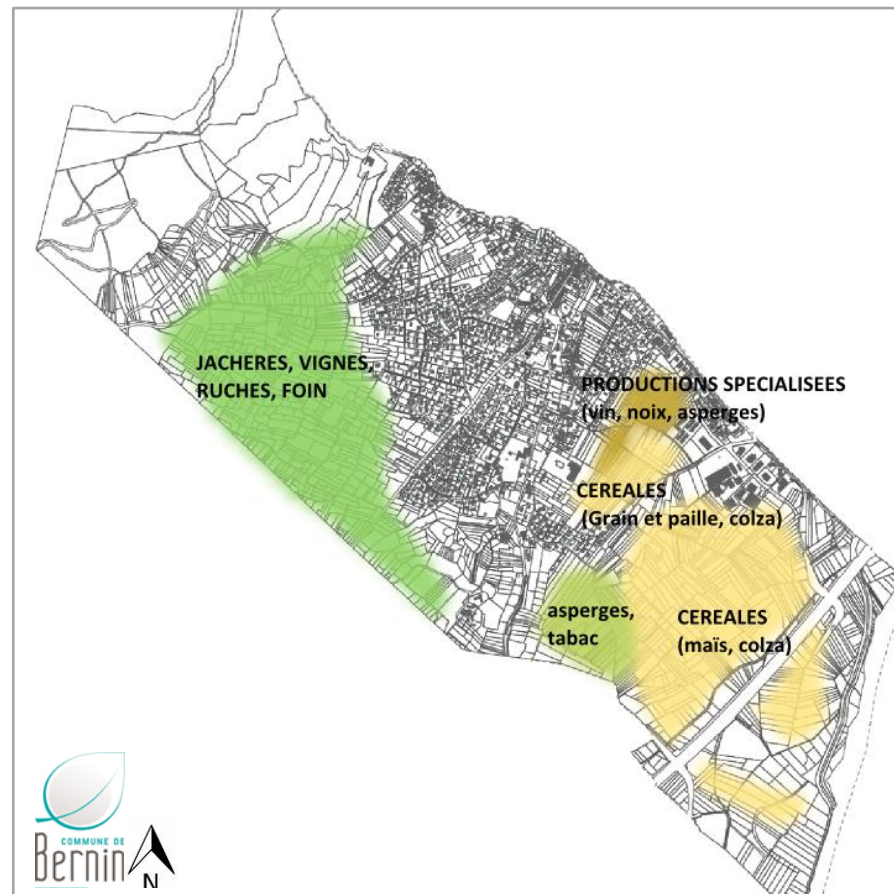 JACHERES, VIGNES,
RUCHES, FOIN
PRODUCTIONS SPECIALISEES
(vin, noix, asperges)
CEREALES
(Grain et paille, colza)
asperges,
tabac
CEREALES
(maïs, colza)
COMMUNE DE
Bernin
N